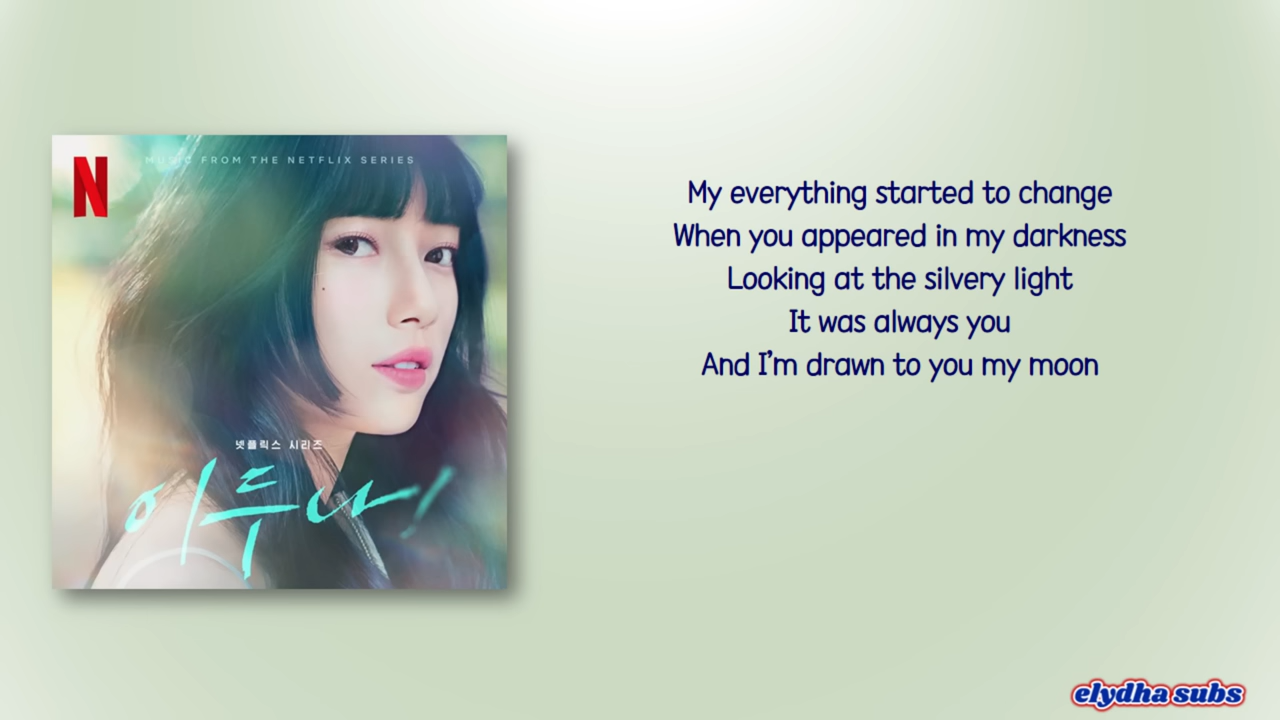 MUSIC FROM THE NETFLIX SERIES
N
넷플릭스 시리즈
이두나!
My everything started to change
When you appeared in my darkness
Looking at the silvery light
It was always you
And I’m drawn to you my moon
elydha subs